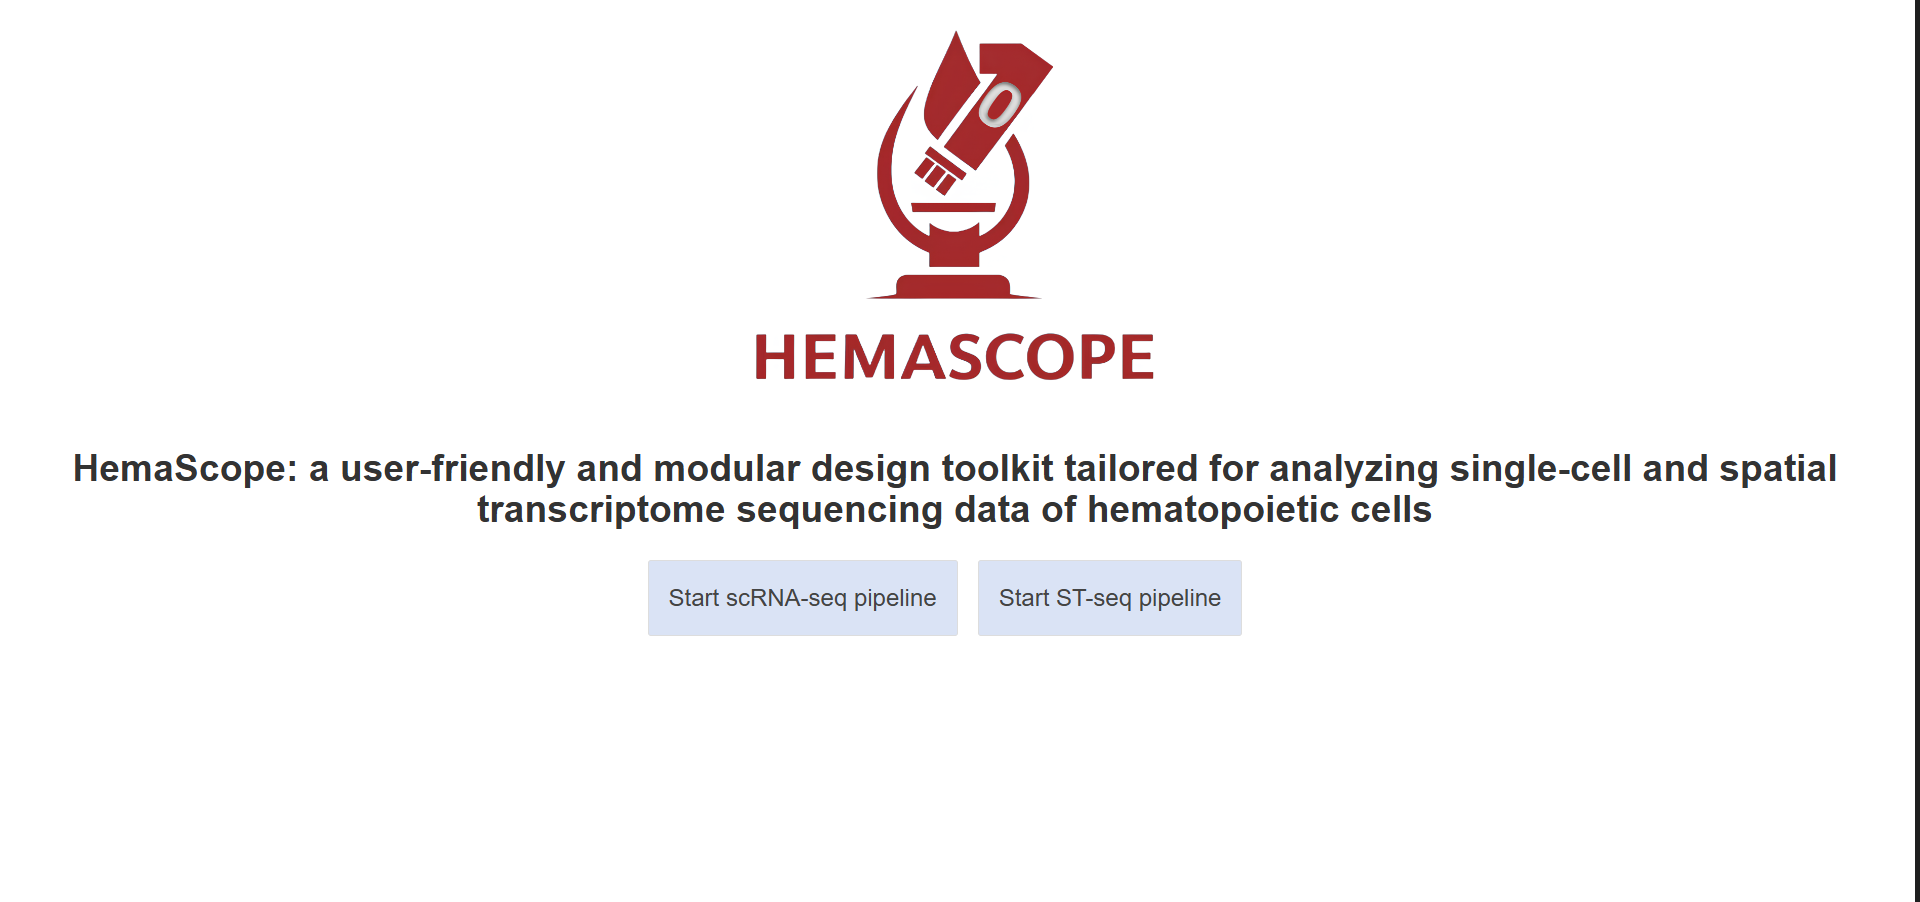 HEMASCOPE
HemaScope: a user-friendly and modular design toolkit tailored for analyzing single-cell and spatial
transcriptome sequencing data of hematopoietic cells
Start scRNA-seq pipeline
Start ST-seq pipeline